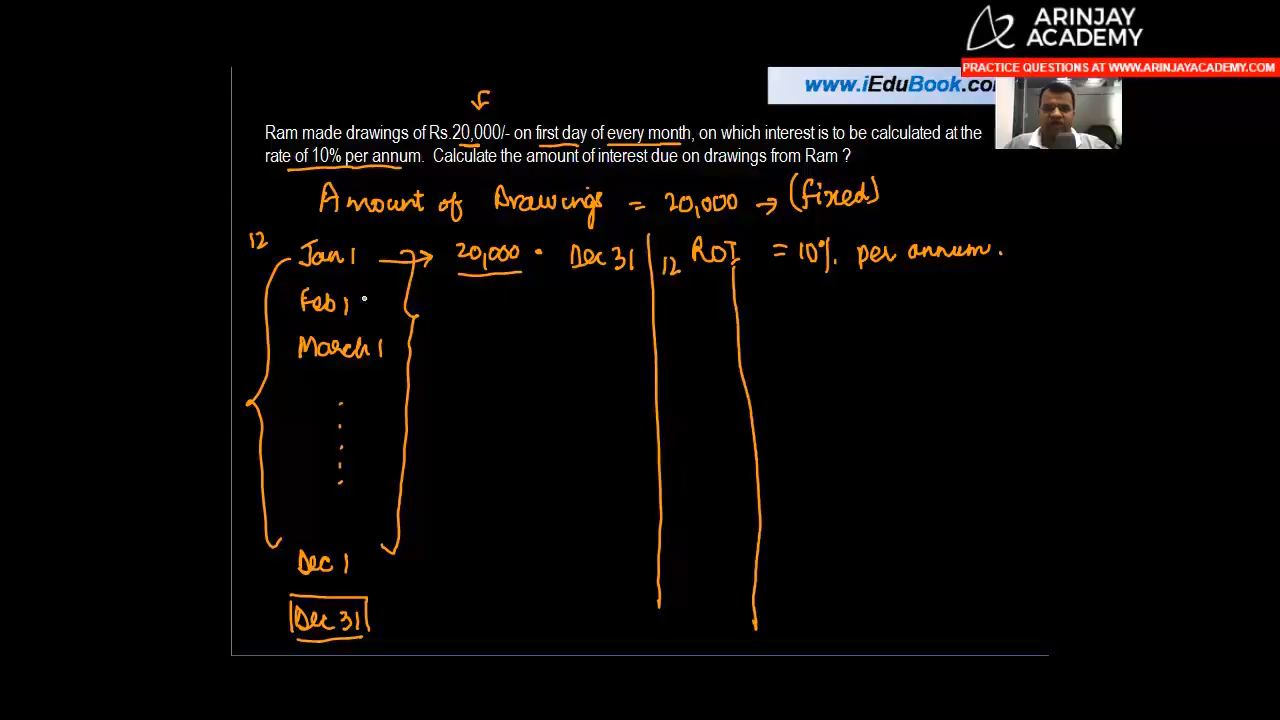 ARINJAY
ACADEMY
PRACTICE QUESTIONS AT WWW.ARINJAYACADEMY.COM
www.iEduBook.co
Ram made drawings of Rs.20,000/- on first day of every month, on which interest is to be calculated at the
rate of 10% per annum. Calculate the amount of interest due on drawings from Ram ?
Amount of Drawings = 20,000 → (fixed)
12 Jan 1 → 20,000 Dec 31 12 ROI = 10% per annum.
Feb 1
March 1
Dec 1
Dec 31